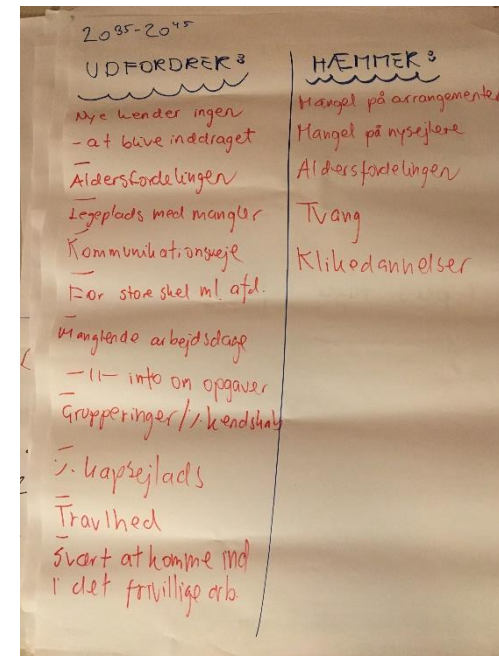 2035-2045
UDFORDRER:
Nye kender ingen
- at blive inddraget
Aldersfordelingen
Legeplads med mangler
Kommunikationsveje
For store skel ml. afd.
Manglende arbejdsdage
-11- info om opgaver
Grupperinger/%. kendskab
%. kapsejlads
Travlhed
Svært at komme ind
i det frivillige arb.
HÆMMER:
Mangel på arrangementer
Mangel på nysejlere
Aldersfordelingen
Tvang
Klikedannelser